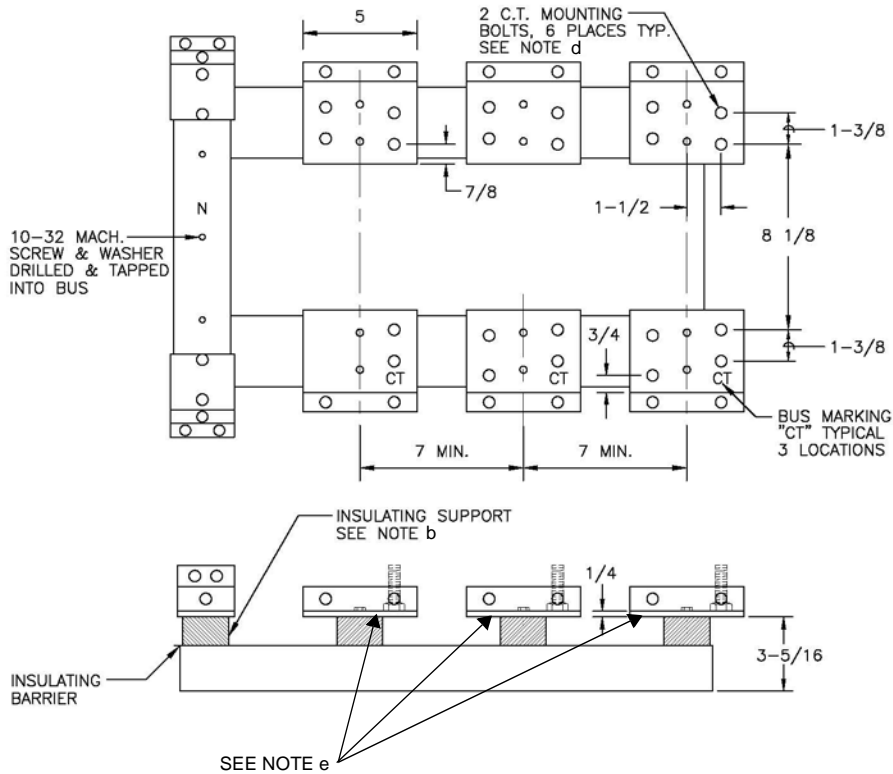 5
2 C.T. MOUNTING
BOLTS, 6 PLACES TYP.
SEE NOTE d
1-3/8
7/8
N
1-1/2
8 1/8
10-32 MACH.
SCREW & WASHER
DRILLED & TAPPED
INTO BUS
3/4
1-3/8
CT
CT
CT
BUS MARKING
"CT" TYPICAL
3 LOCATIONS
7 MIN.
7 MIN.
INSULATING SUPPORT
SEE NOTE b
1/4
3-5/16
INSULATING
BARRIER
SEE NOTE e